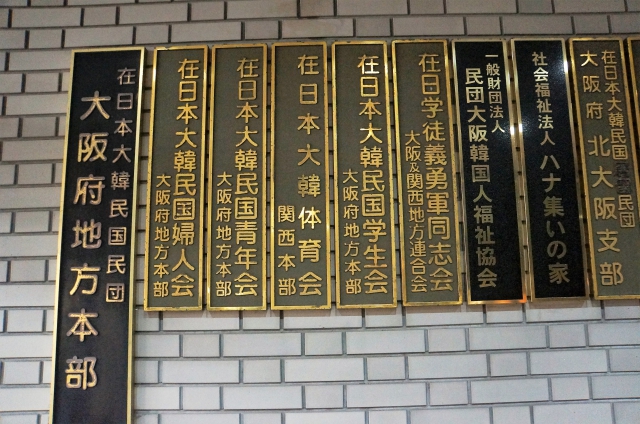 在日本大韓民国民団
大阪府地方本部
在日本大韓民国婦人会
大阪府地方本部
在日本大韓民国青年会
大阪府地方本部
在日本大韓体育会
関西本部
在日本大韓民国学生会
大阪府地方本部
在日学徒義勇軍同志会
大阪及関西地方連合会
一般財団法人
民団大阪韓国人福祉協会
社会福祉法人
ハナ集いの家
在日本大韓民国民団
大阪府 北大阪支部